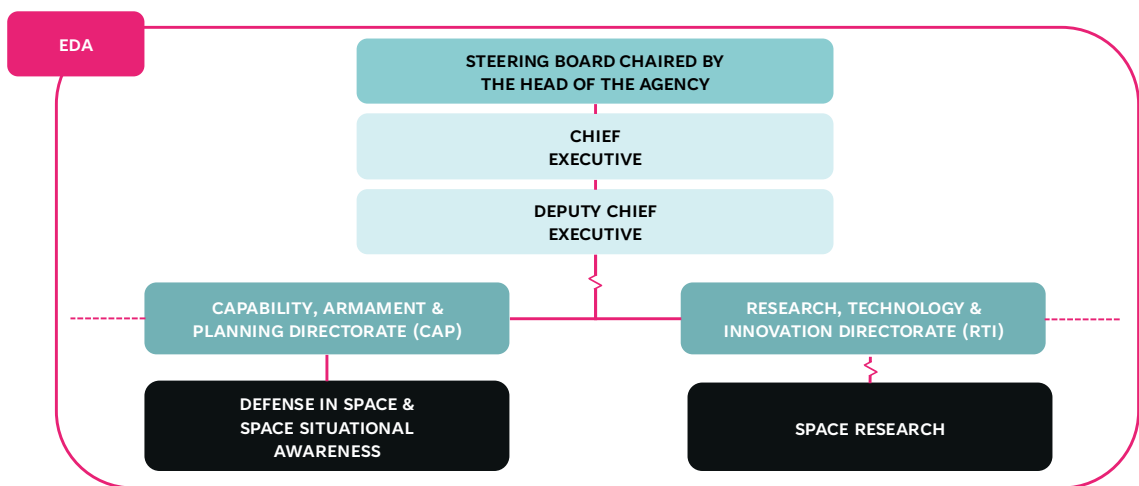 EDA
STEERING BOARD CHAIRED BY
THE HEAD OF THE AGENCY
CHIEF
EXECUTIVE
DEPUTY CHIEF
EXECUTIVE
CAPABILITY, ARMAMENT &
PLANNING DIRECTORATE (CAP)
RESEARCH, TECHNOLOGY &
INNOVATION DIRECTORATE (RTI)
DEFENSE IN SPACE &
SPACE SITUATIONAL
AWARENESS
SPACE RESEARCH